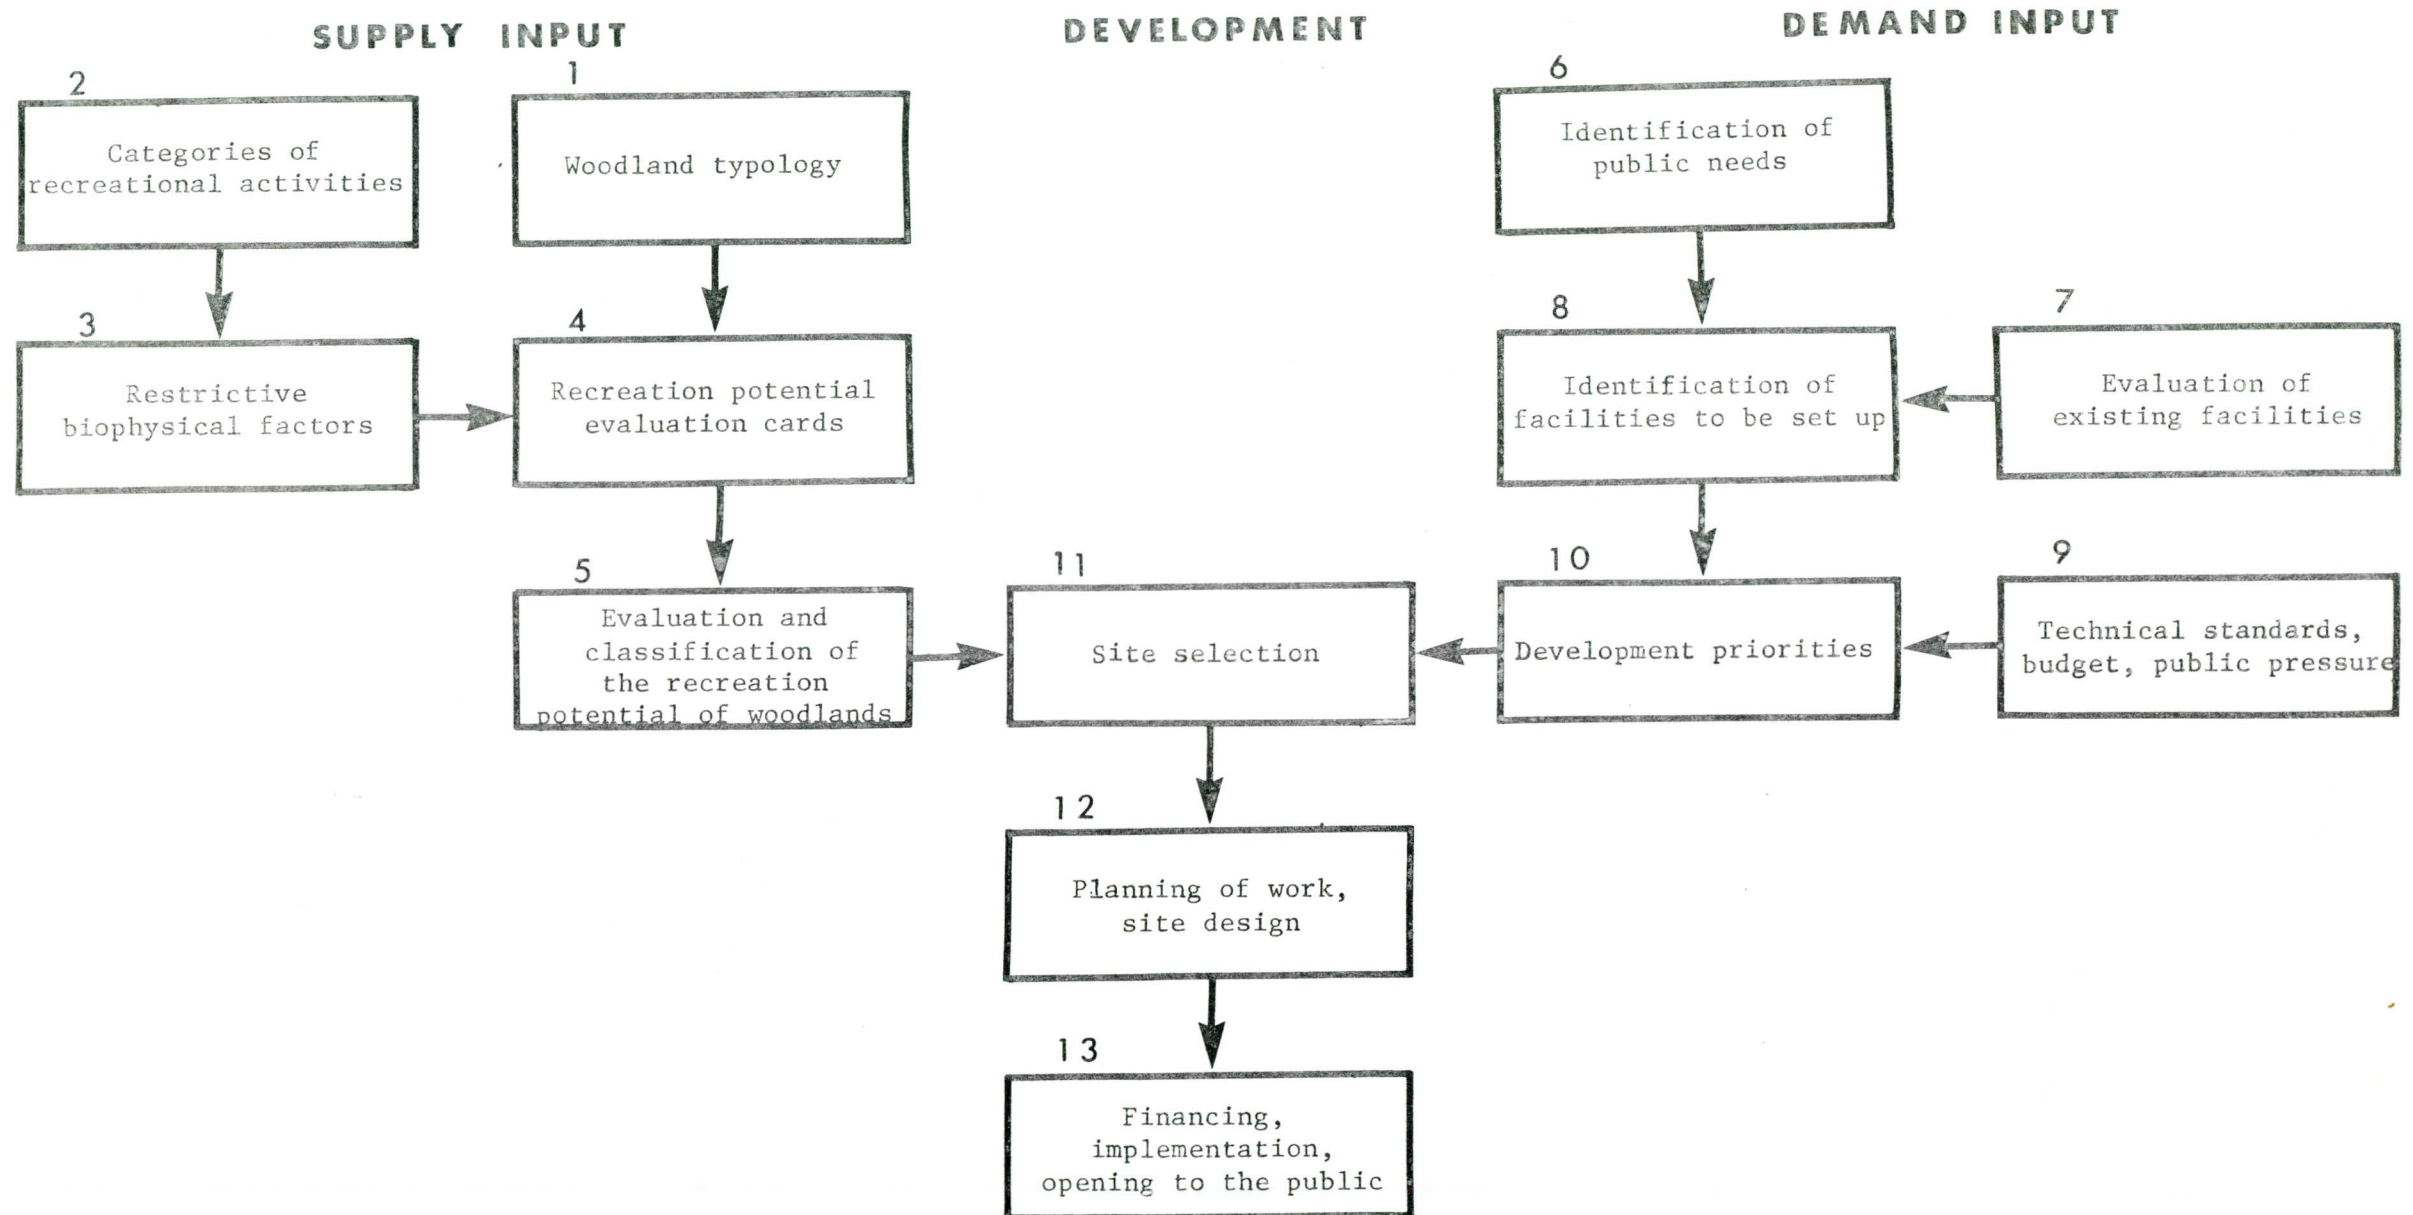 SUPPLY INPUT
DEVELOPMENT
DEMAND INPUT
2
Categories of
recreational activities
1
Woodland typology
6
Identification of
public needs
3
Restrictive
biophysical factors
4
Recreation potential
evaluation cards
8
Identification of
facilities to be set up
7
Evaluation of
existing facilities
5
Evaluation and
classification of
the recreation
potential of woodlands
11
Site selection
10
Development priorities
9
Technical standards,
budget, public pressure
12
Planning of work,
site design
13
Financing,
implementation,
opening to the public